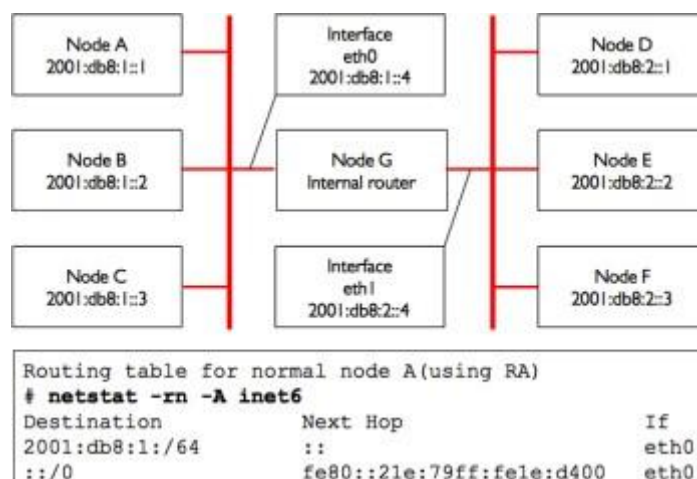 Node A
2001:db8:1::1
Interface
eth0
2001:db8:1::4
Node D
2001:db8:2::1
Node B
2001:db8:1::2
Node G
Internal router
Node E
2001:db8:2::2
Node C
2001:db8:1::3
Interface
eth1
2001:db8:2::4
Node F
2001:db8:2::3
Routing table for normal node A(using RA)
# netstat -rn -A inet6
Destination Next Hop If
2001:db8:1:/64 :: eth0
::/0 fe80::21e:79ff:fe1e:d400 eth0